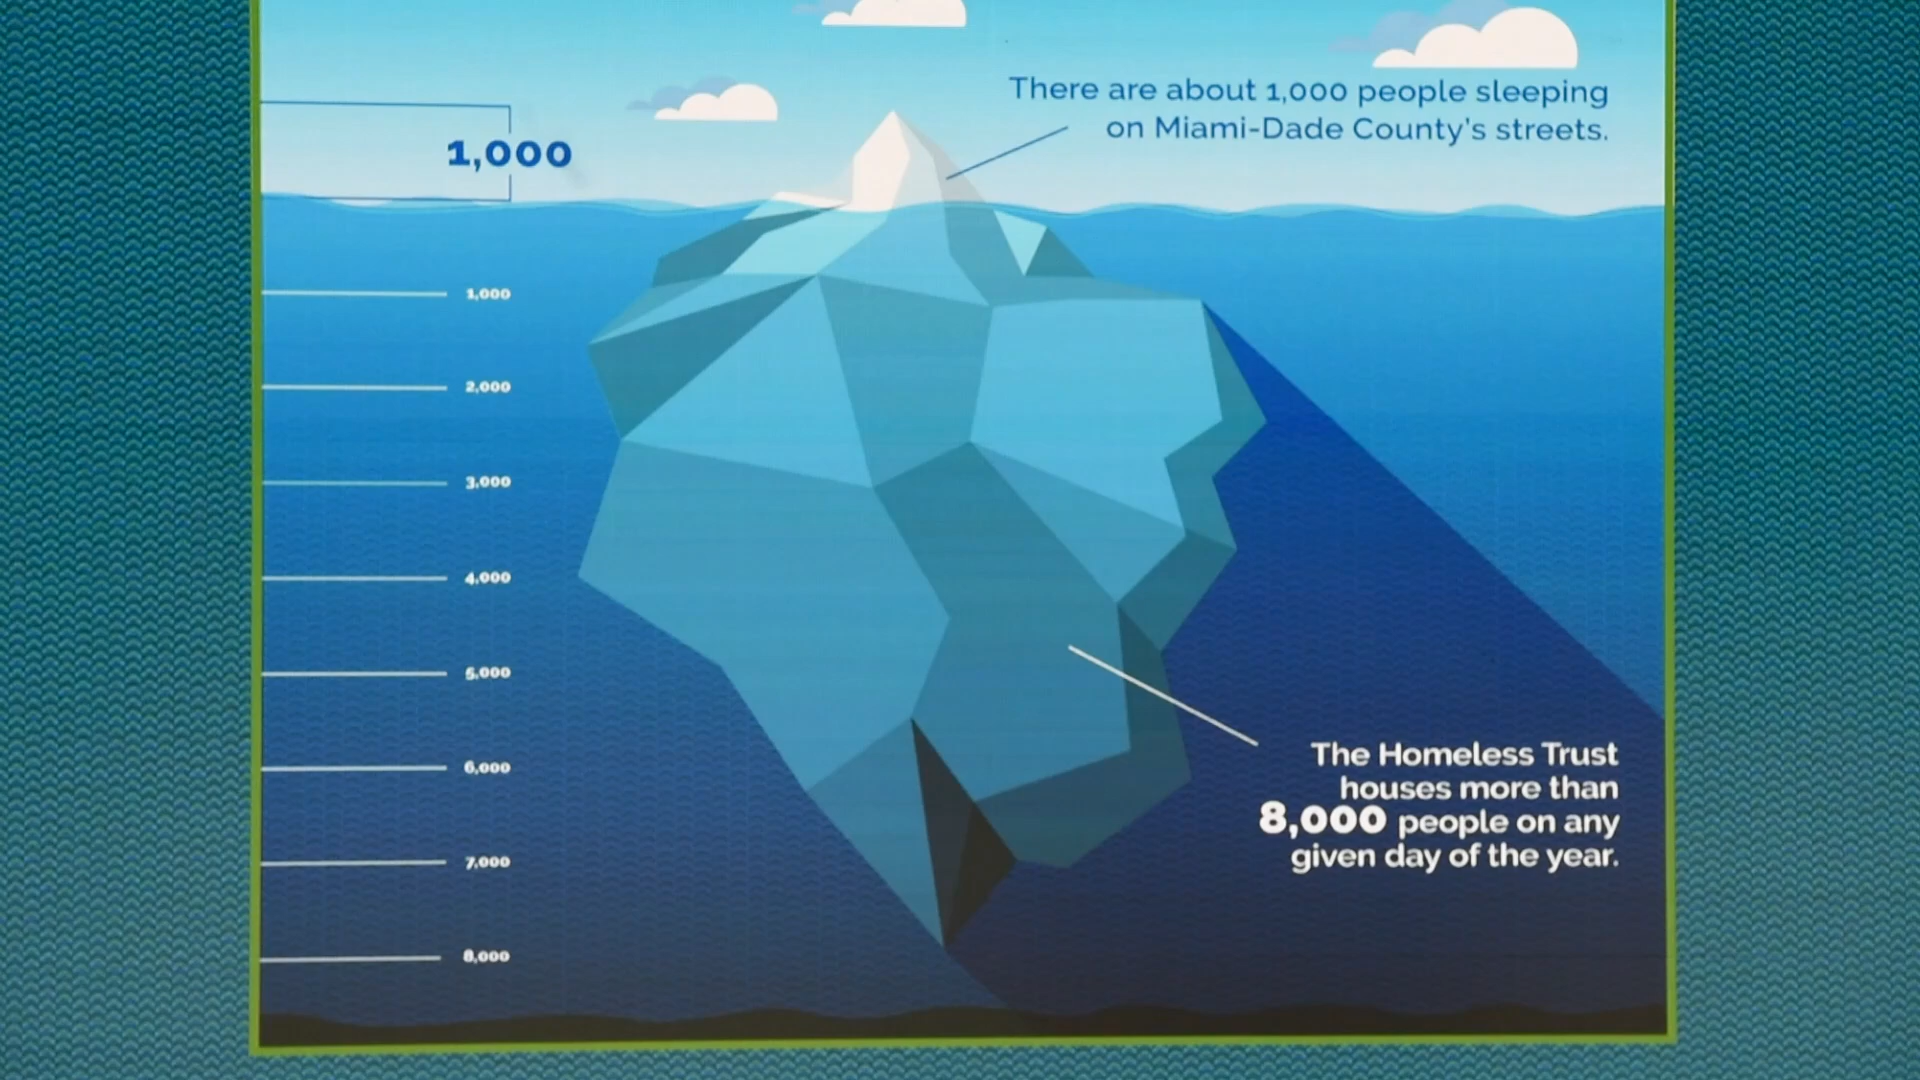 There are about 1,000 people sleeping
on Miami-Dade County's streets.
1,000
1,000
2,000
3,000
4,000
5,000
6,000
7,000
8,000
The Homeless Trust
houses more than
8,000 people on any
given day of the year.